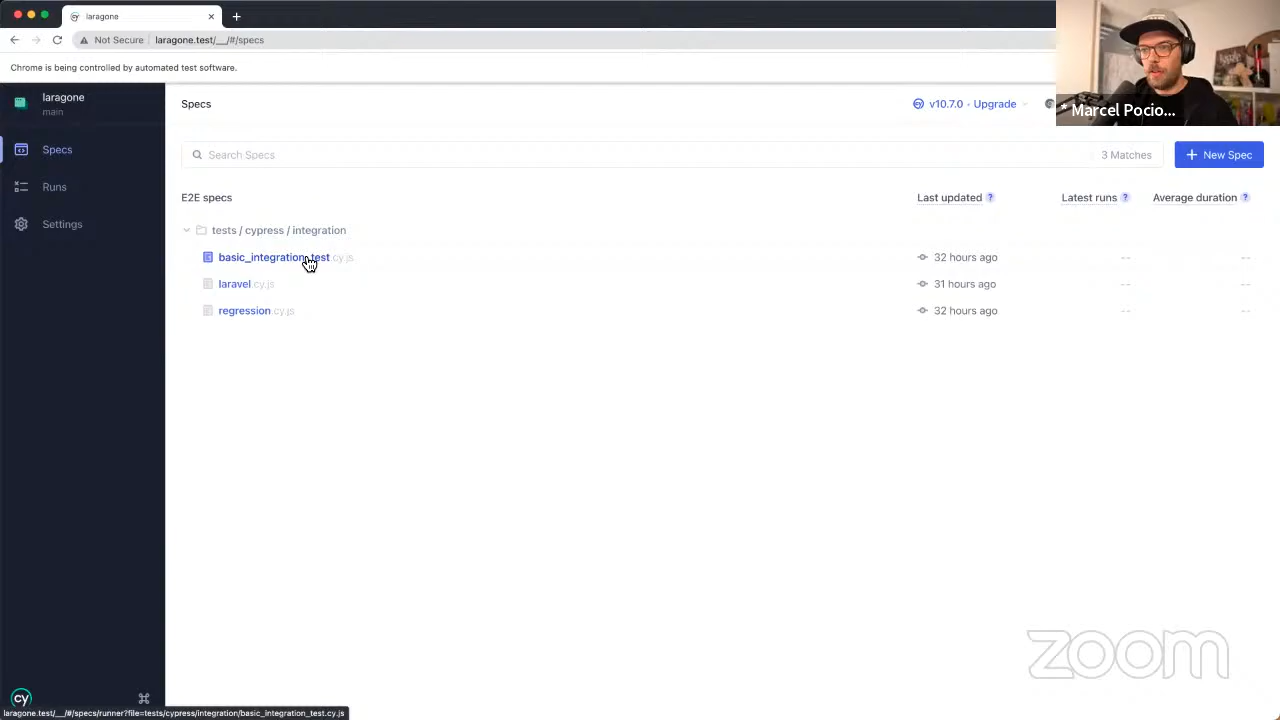 laragone
Not Secure
laragone.test/__/#/specs
Chrome is being controlled by automated test software.
* Marcel Pocio...
laragone
main
Specs
Runs
Settings
Specs
v10.7.0 • Upgrade
Search Specs
3 Matches
New Spec
E2E specs
Last updated ?
Latest runs ?
Average duration ?
tests / cypress / integration
basic_integration_test.cy.js
32 hours ago
--
--
laravel.cy.js
31 hours ago
--
--
regression.cy.js
32 hours ago
--
--
zoom
cy
laragone.test/__/#/specs/runner?file=tests/cypress/integration/basic_integration_test.cy.js